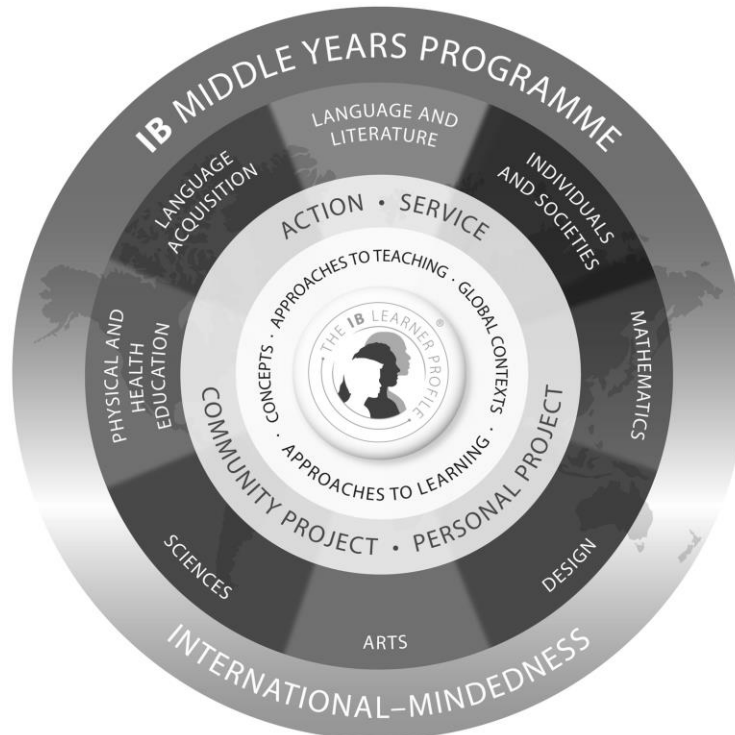 IB MIDDLE YEARS PROGRAMME
LANGUAGE AND
LITERATURE
INDIVIDUALS
AND SOCIETIES
MATHEMATICS
DESIGN
ARTS
SCIENCES
PHYSICAL AND
HEALTH
EDUCATION
LANGUAGE
ACQUISITION
ACTION • SERVICE
COMMUNITY PROJECT • PERSONAL PROJECT
APPROACHES TO TEACHING · GLOBAL CONTEXTS ·
· CONCEPTS ·
APPROACHES TO LEARNING
THE IB LEARNER PROFILE
®
INTERNATIONAL–MINDEDNESS